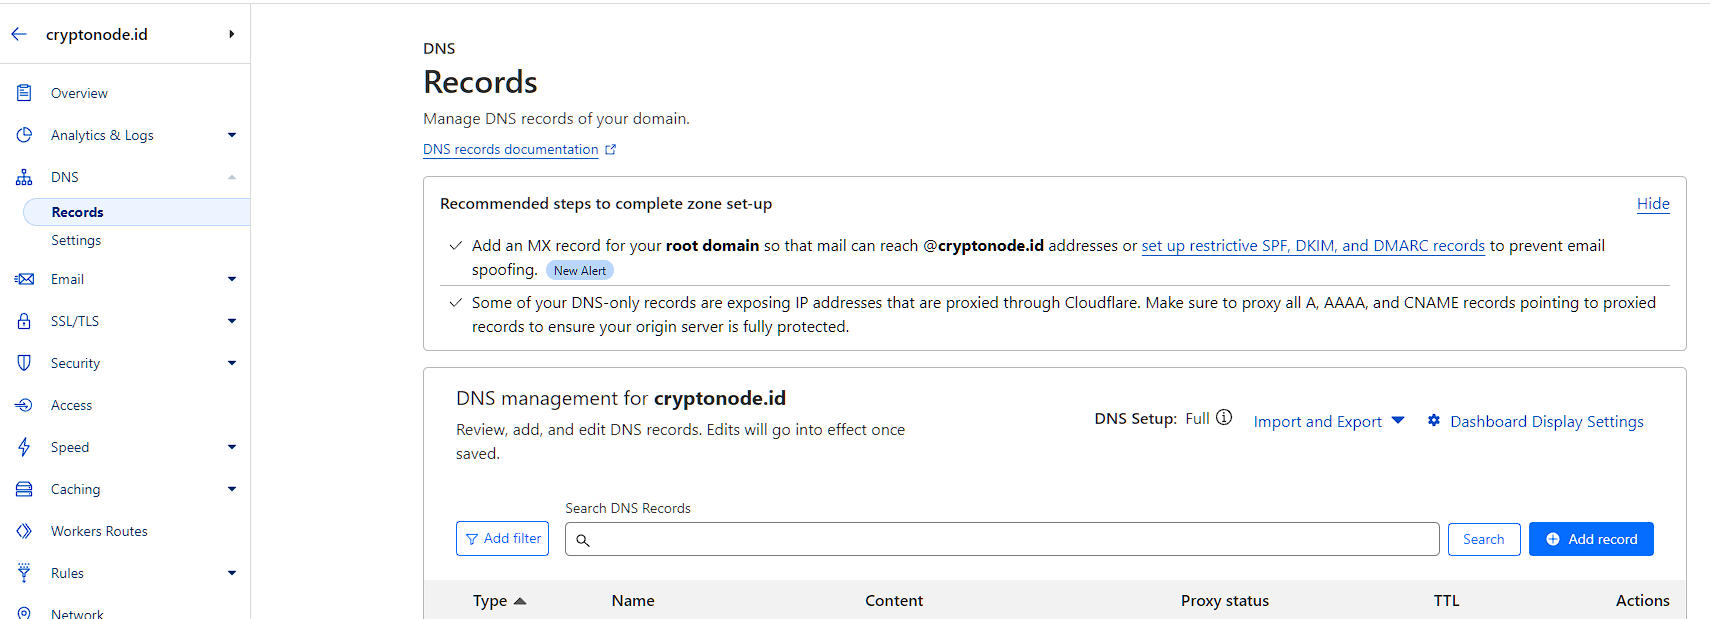 cryptonode.id
Overview
Analytics & Logs
DNS
Records
Settings
Email
SSL/TLS
Security
Access
Speed
Caching
Workers Routes
Rules
Network
DNS
Records
Manage DNS records of your domain.
DNS records documentation
Recommended steps to complete zone set-up
Hide
Add an MX record for your root domain so that mail can reach @cryptonode.id addresses or set up restrictive SPF, DKIM, and DMARC records to prevent email
spoofing. New Alert
Some of your DNS-only records are exposing IP addresses that are proxied through Cloudflare. Make sure to proxy all A, AAAA, and CNAME records pointing to proxied
records to ensure your origin server is fully protected.
DNS management for cryptonode.id
Review, add, and edit DNS records. Edits will go into effect once
saved.
DNS Setup: Full
Import and Export
Dashboard Display Settings
Search DNS Records
Add filter
Search
Add record
Type Name Content Proxy status TTL Actions